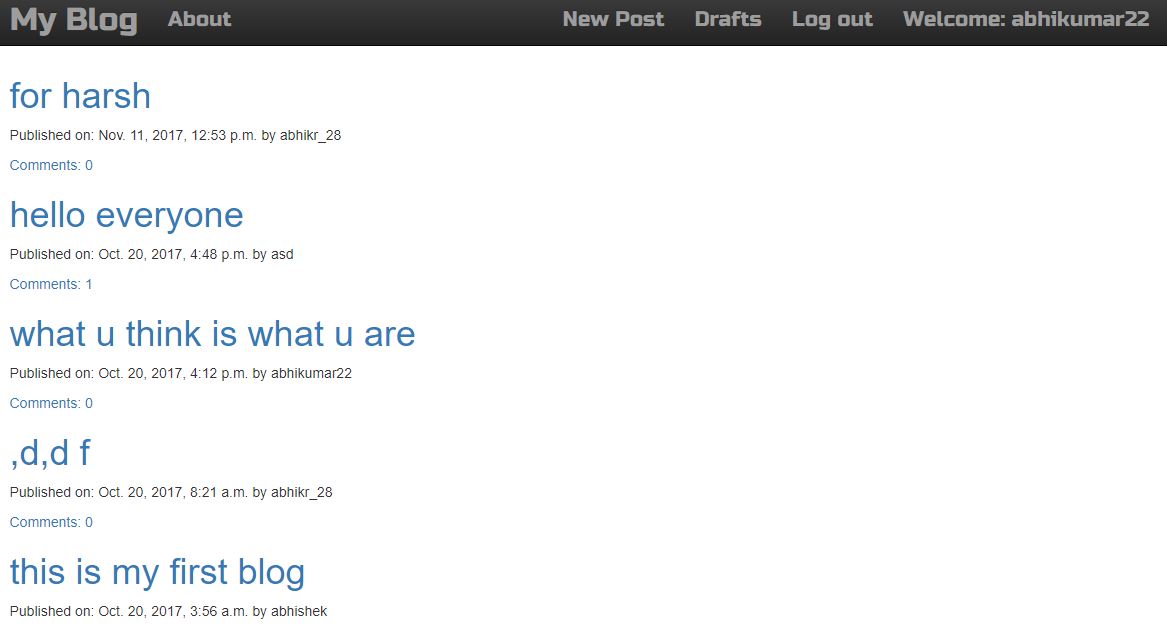 My Blog About New Post Drafts Log out Welcome: abhikumar22
for harsh
Published on: Nov. 11, 2017, 12:53 p.m. by abhikr_28
Comments: 0
hello everyone
Published on: Oct. 20, 2017, 4:48 p.m. by asd
Comments: 1
what u think is what u are
Published on: Oct. 20, 2017, 4:12 p.m. by abhikumar22
Comments: 0
,d,d f
Published on: Oct. 20, 2017, 8:21 a.m. by abhikr_28
Comments: 0
this is my first blog
Published on: Oct. 20, 2017, 3:56 a.m. by abhishek